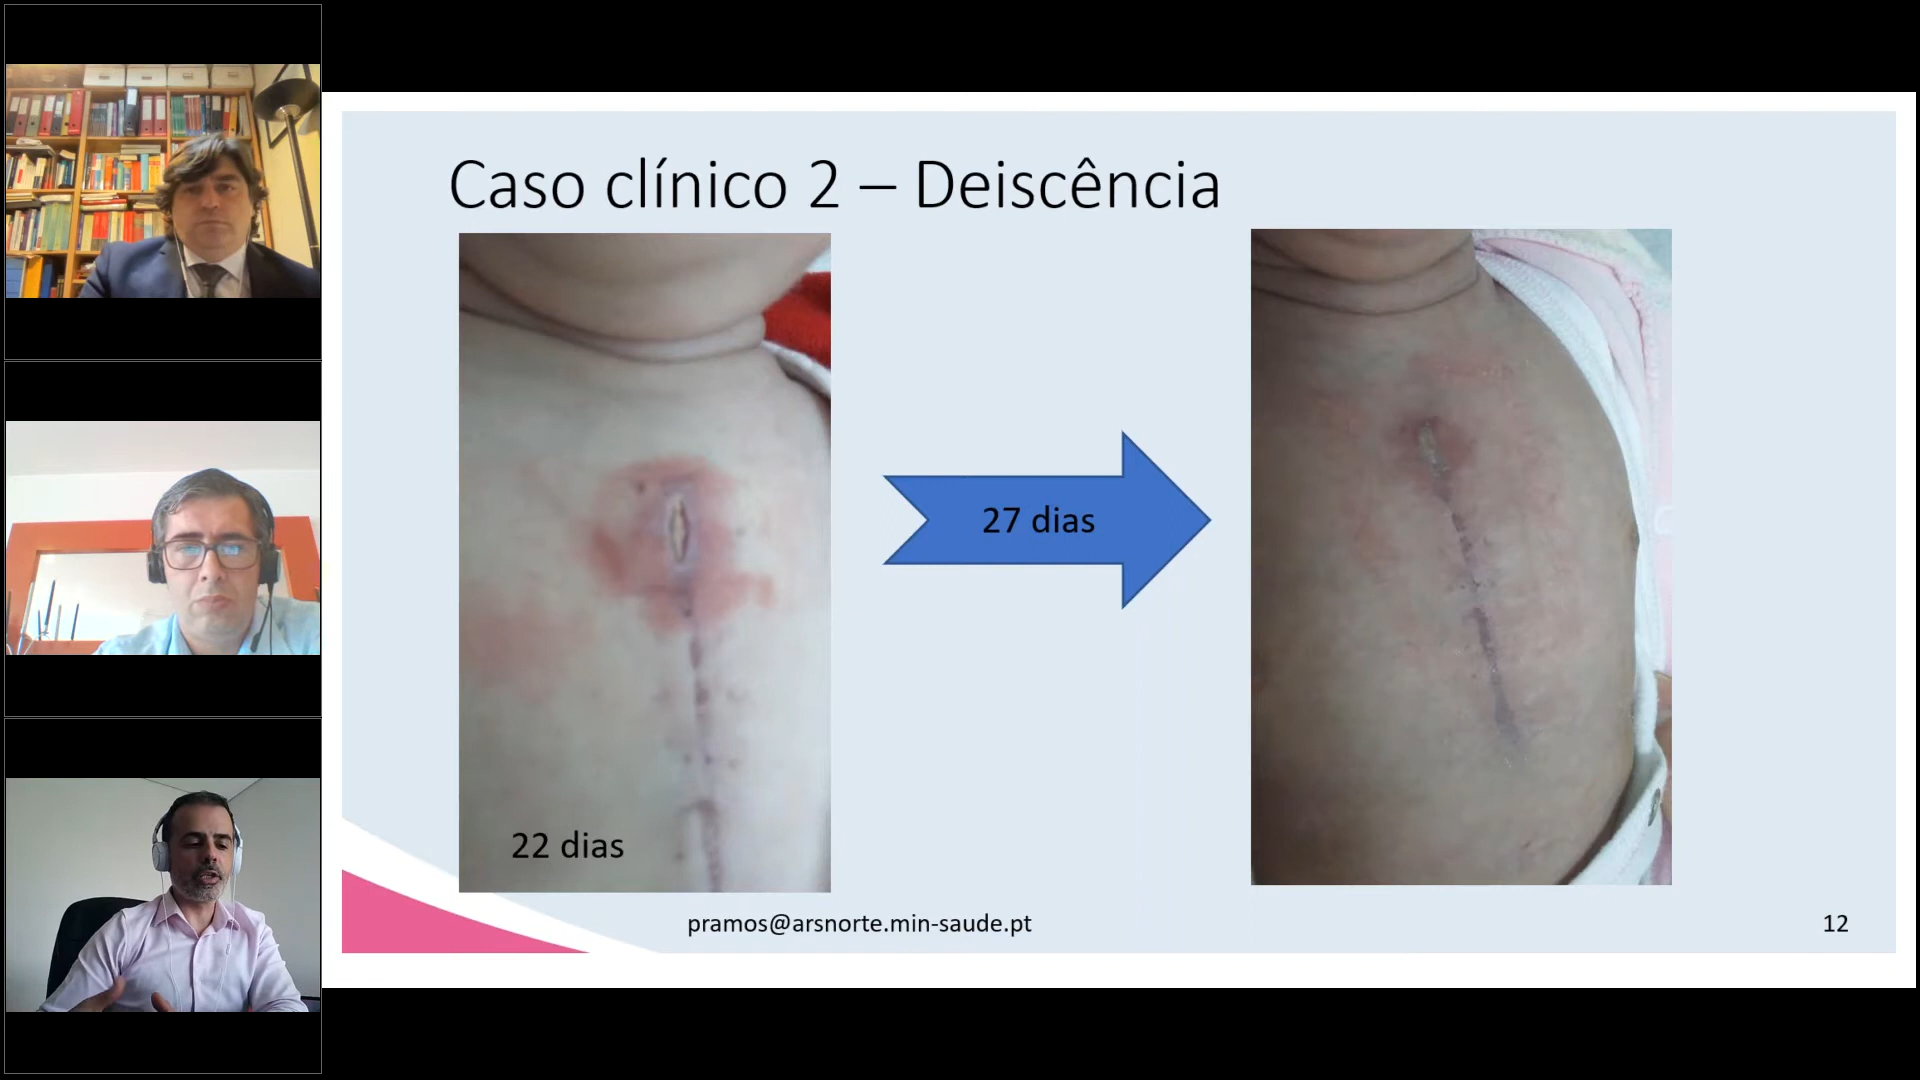 Caso clínico 2 – Deiscência
27 dias
22 dias
pramos@arsnorte.min-saude.pt
12